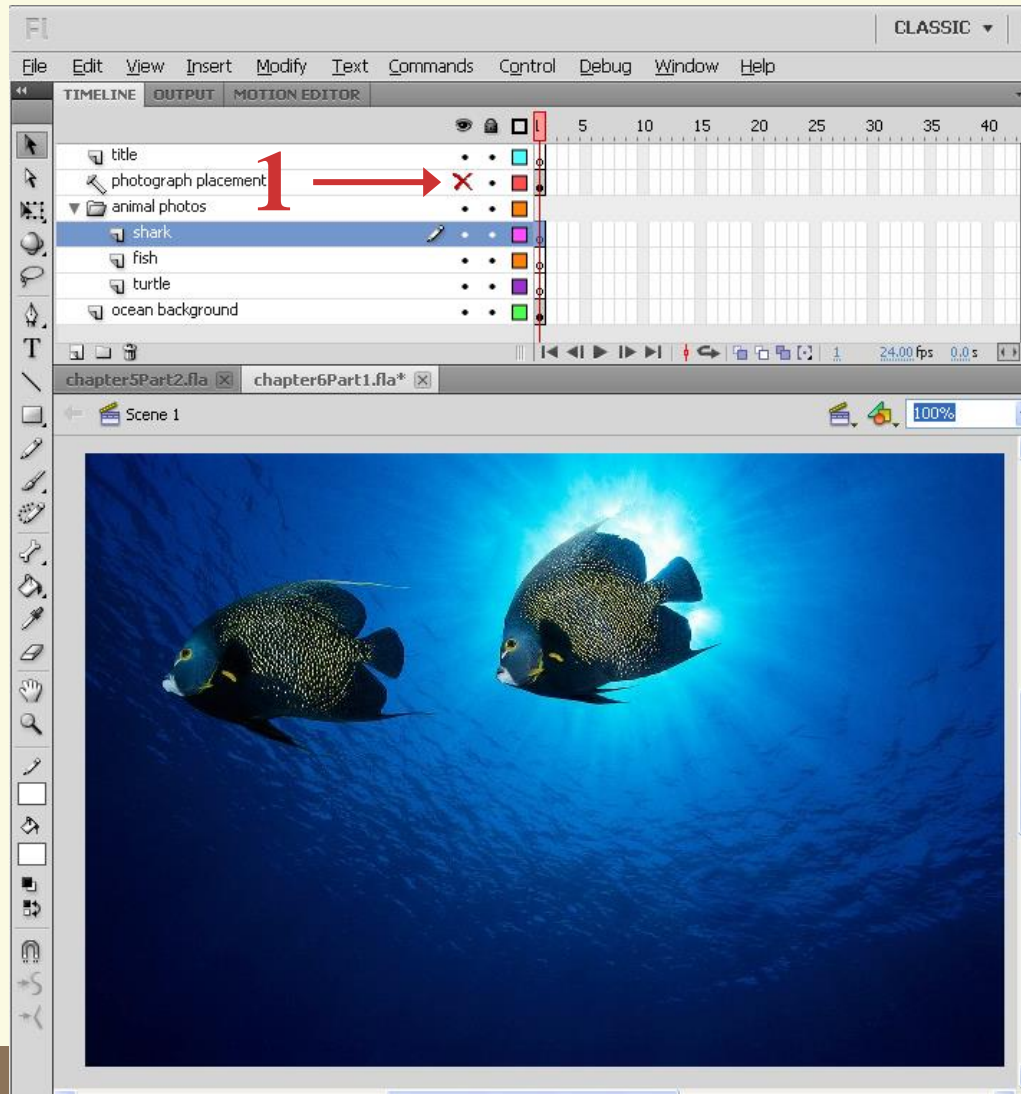 Fl
CLASSIC
File Edit View Insert Modify Text Commands Control Debug Window Help
TIMELINE OUTPUT MOTION EDITOR
5 10 15 20 25 30 35 40
title
photograph placement
1
animal photos
shark
fish
turtle
ocean background
1 24.00 fps 0.0 s
T
chapter5Part2.fla chapter6Part1.fla*
Scene 1 100%